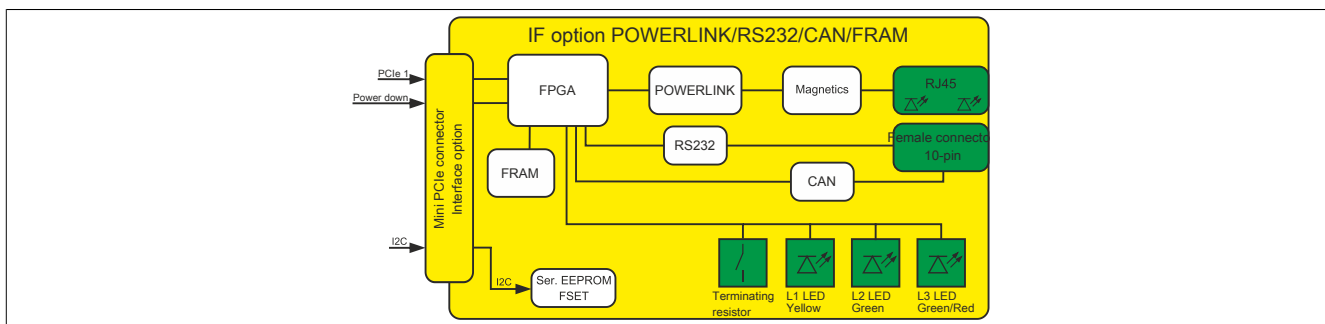 IF option POWERLINK/RS232/CAN/FRAM
PCIe 1
Power down
I2C
Mini PCIe connector
Interface option
FPGA
POWERLINK
Magnetics
RJ45
Female connecto
10-pin
RS232
FRAM
CAN
I2C
Ser. EEPROM
FSET
Terminating
resistor
L1 LED
Yellow
L2 LED
Green
L3 LED
Green/Red